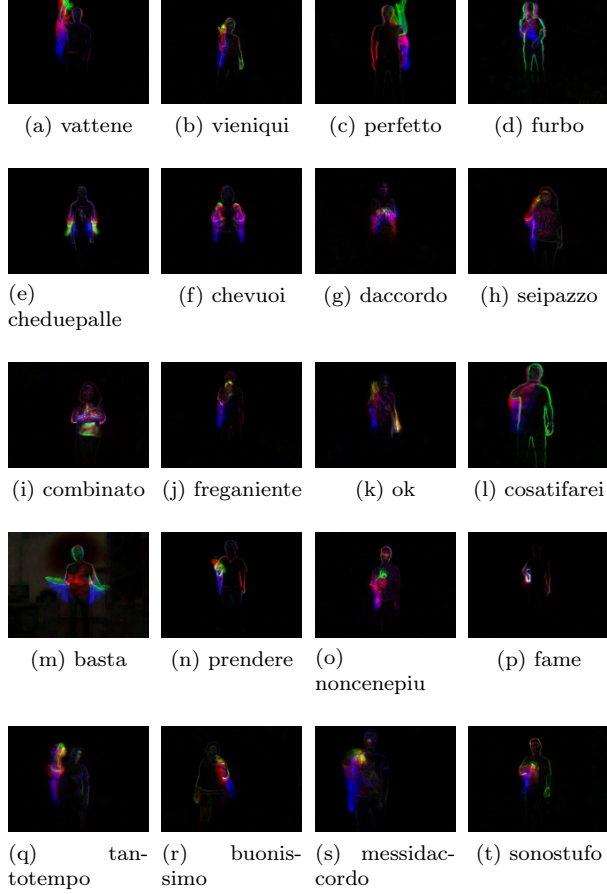 (a) vattene (b) vieniqui (c) perfetto (d) furbo
(e) (f) chevuoi (g) daccordo (h) seipazzo
cheduepalle
(i) combinato (j) freganiente (k) ok (l) cosatifarei
(m) basta (n) prendere (o) (p) fame
noncenepiu
(q) tan- (r) buonis- (s) messidac- (t) sonostufo
totempo simo cordo